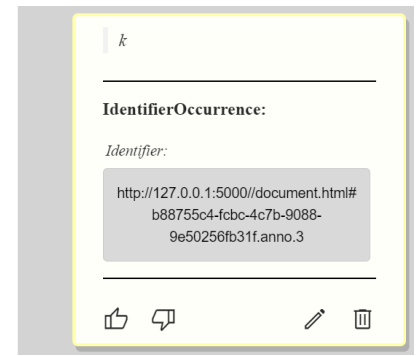 k
IdentifierOccurrence:
Identifier:
http://127.0.0.1:5000//document.html#
b88755c4-fcbc-4c7b-9088-
9e50256fb31f.anno.3